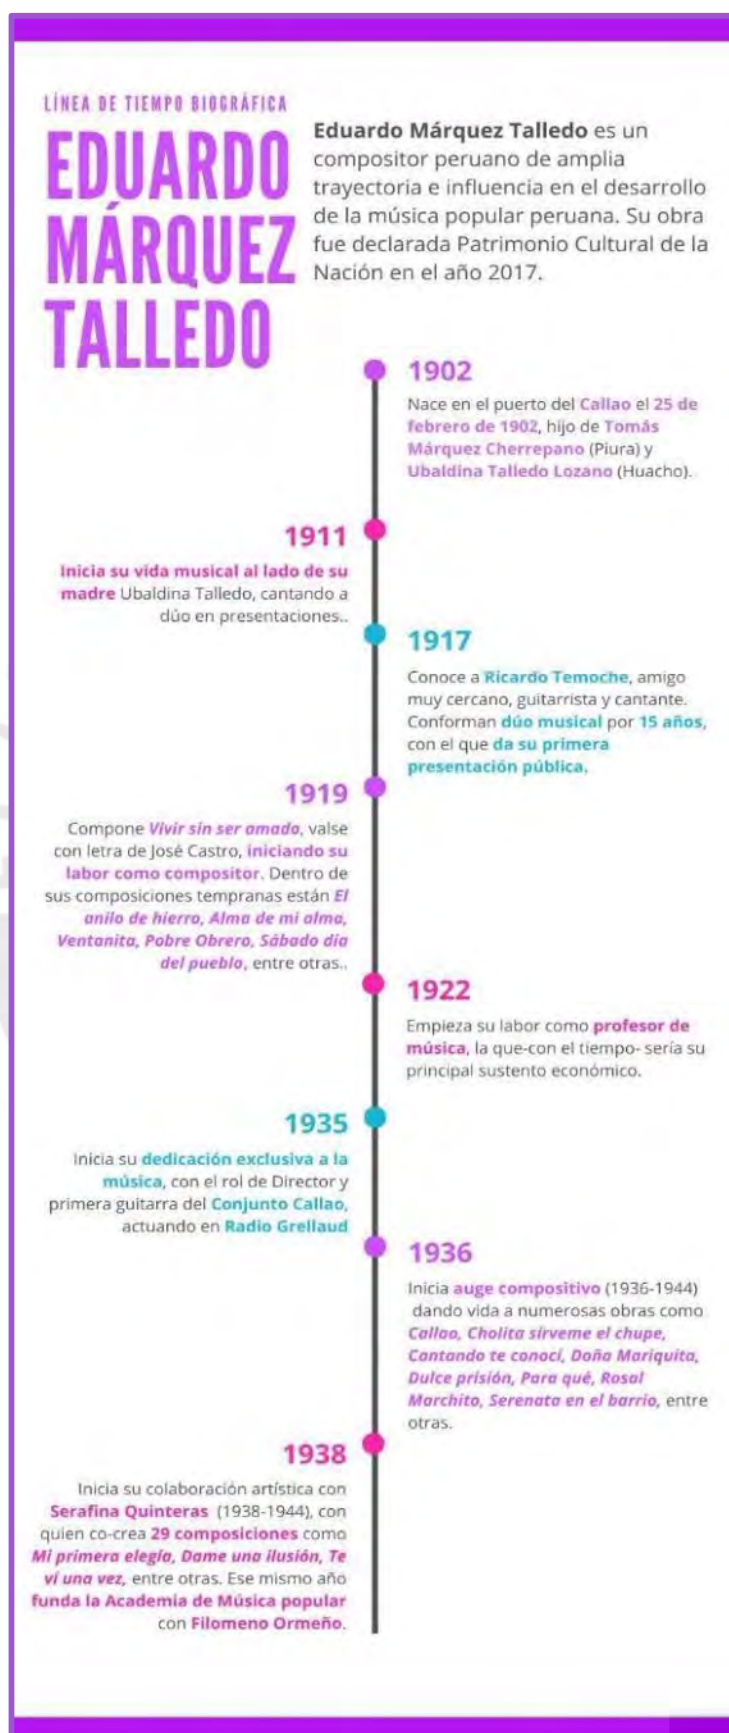 LÍNEA DE TIEMPO BIOGRÁFICA
EDUARDO
MÁRQUEZ
TALLEDO
Eduardo Márquez Talledo es un
compositor peruano de amplia
trayectoria e influencia en el desarrollo
de la música popular peruana. Su obra
fue declarada Patrimonio Cultural de la
Nación en el año 2017.
1902
Nace en el puerto del Callao el 25 de
febrero de 1902, hijo de Tomás
Márquez Cherrepano (Piura) y
Ubaldina Talledo Lozano (Huacho).
1911
Inicia su vida musical al lado de su
madre Ubaldina Talledo, cantando a
dúo en presentaciones..
1917
Conoce a Ricardo Temoche, amigo
muy cercano, guitarrista y cantante.
Conforman dúo musical por 15 años,
con el que da su primera
presentación pública.
1919
Compone Vivir sin ser amado, valse
con letra de José Castro, iniciando su
labor como compositor. Dentro de
sus composiciones tempranas están El
anilo de hierro, Alma de mi alma,
Ventanita, Pobre Obrero, Sábado día
del pueblo, entre otras..
1922
Empieza su labor como profesor de
música, la que-con el tiempo- sería su
principal sustento económico.
1935
Inicia su dedicación exclusiva a la
música, con el rol de Director y
primera guitarra del Conjunto Callao,
actuando en Radio Grellaud
1936
Inicia auge compositivo (1936-1944)
dando vida a numerosas obras como
Callao, Cholita sírveme el chupe,
Cantando te conocí, Doña Mariquita,
Dulce prisión, Para qué, Rosal
Marchito, Serenata en el barrio, entre
otras.
1938
Inicia su colaboración artística con
Serafina Quinteras (1938-1944), con
quien co-crea 29 composiciones como
Mi primera elegía, Dame una ilusión, Te
ví una vez, entre otras. Ese mismo año
funda la Academia de Música popular
con Filomeno Ormeño.